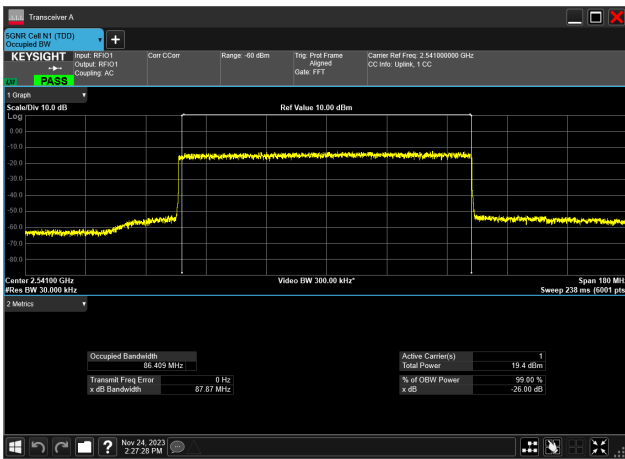 Transceiver A
5GNR Cell N1 (TDD)
Occupied BW
KEYSIGHT
Input: RFIO1
Output: RFIO1
Coupling: AC
Corr CCorr
Range: -60 dBm
Trig: Prot Frame
Aligned
Gate: FFT
Carrier Ref Freq: 2.541000000 GHz
CC Info: Uplink, 1 CC
LXI
PASS
1 Graph
Scale/Div 10.0 dB
Ref Value 10.00 dBm
Log
0.00
-10.0
-20.0
-30.0
-40.0
-50.0
-60.0
-70.0
-80.0
Center 2.54100 GHz
Video BW 300.00 kHz*
Span 180 MHz
#Res BW 30.000 kHz
Sweep 238 ms (6001 pts)
2 Metrics
Occupied Bandwidth
86.409 MHz
Transmit Freq Error 0 Hz
x dB Bandwidth 87.87 MHz
Active Carrier(s) 1
Total Power 19.4 dBm
% of OBW Power 99.00 %
x dB -26.00 dB
?
Nov 24, 2023
2:27:28 PM